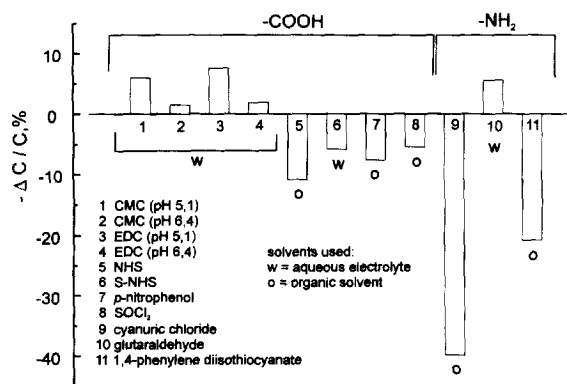 -COOH
-NH₂
- Δ C / C,%
10
0
-10
-20
-30
-40
1
2
3
4
5
6
7
8
9
10
11
w
o
w
o
o
o
w
o
1 CMC (pH 5,1)
2 CMC (pH 6,4)
3 EDC (pH 5,1)
4 EDC (pH 6,4)
5 NHS
6 S-NHS
7 p-nitrophenol
8 SOCl₂
9 cyanuric chloride
10 glutaraldehyde
11 1,4-phenylene diisothiocyanate
solvents used:
w = aqueous electrolyte
o = organic solvent